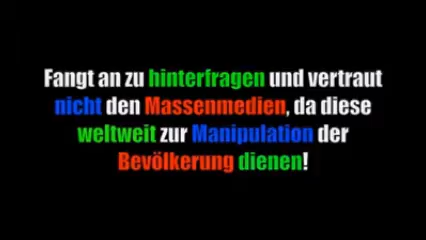 Fangt an zu hinterfragen und vertraut
nicht den Massenmedien, da diese
weltweit zur Manipulation der
Bevölkerung dienen!